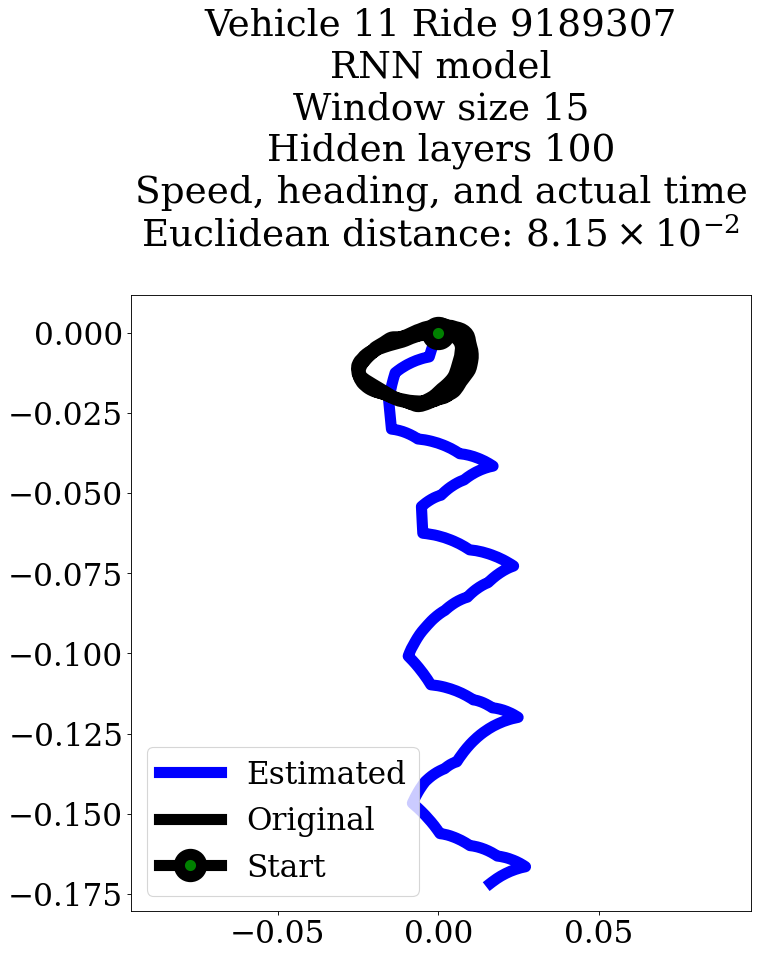 Vehicle 11 Ride 9189307
RNN model
Window size 15
Hidden layers 100
Speed, heading, and actual time
Euclidean distance: 8.15 × 10⁻²
0.000
−0.025
−0.050
−0.075
−0.100
−0.125
−0.150
−0.175
Estimated
Original
Start
−0.05 0.00 0.05